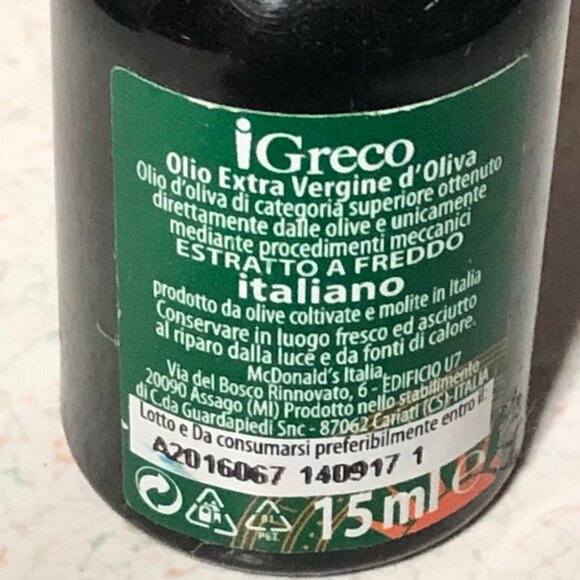 iGreco
Olio Extra Vergine d'Oliva
Olio d'oliva di categoria superiore ottenuto
direttamente dalle olive e unicamente
mediante procedimenti meccanici
ESTRATTO A FREDDO
italiano
prodotto da olive coltivate e molite in Italia
Conservare in luogo fresco ed asciutto
al riparo dalla luce e da fonti di calore.
McDonald's Italia
Via del Bosco Rinnovato, 6 - EDIFICIO U7
20090 Assago (MI) Prodotto nello stabilimento
di C.da Guardapiedi Snc - 87062 Cariati (CS)-ITALIA
Lotto e Da consumarsi preferibilmente entro il:
A2016067 140917 1
15ml e